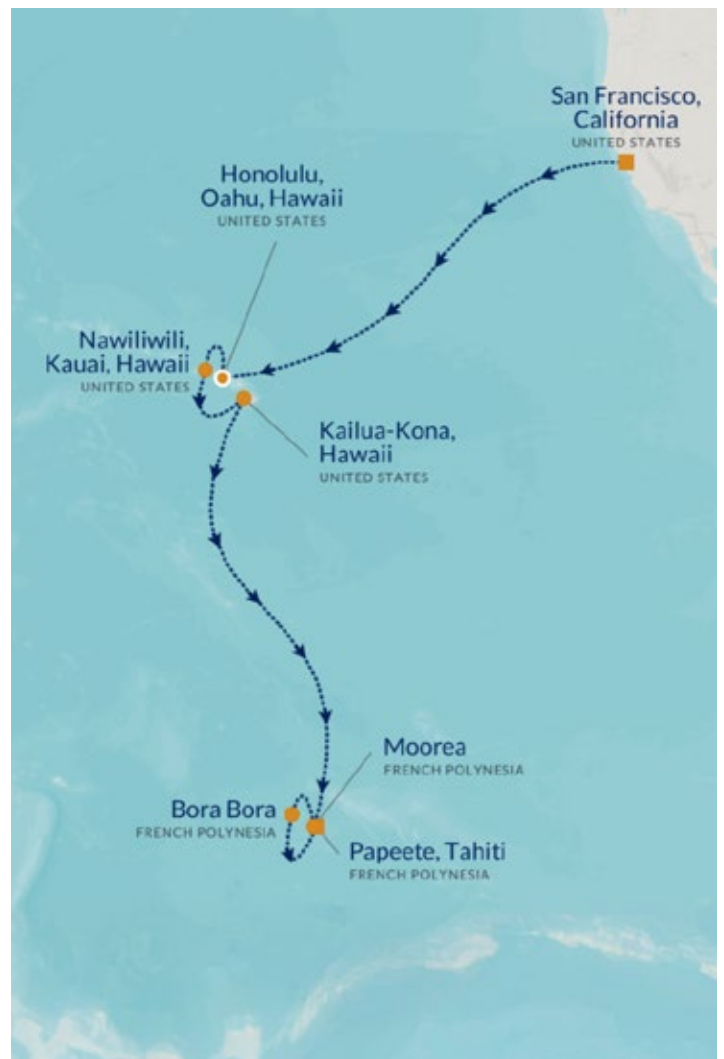 San Francisco,
California
UNITED STATES
Honolulu,
Oahu, Hawaii
UNITED STATES
Nawiliwili,
Kauai, Hawaii
UNITED STATES
Kailua-Kona,
Hawaii
UNITED STATES
Moorea
FRENCH POLYNESIA
Bora Bora
FRENCH POLYNESIA
Papeete, Tahiti
FRENCH POLYNESIA